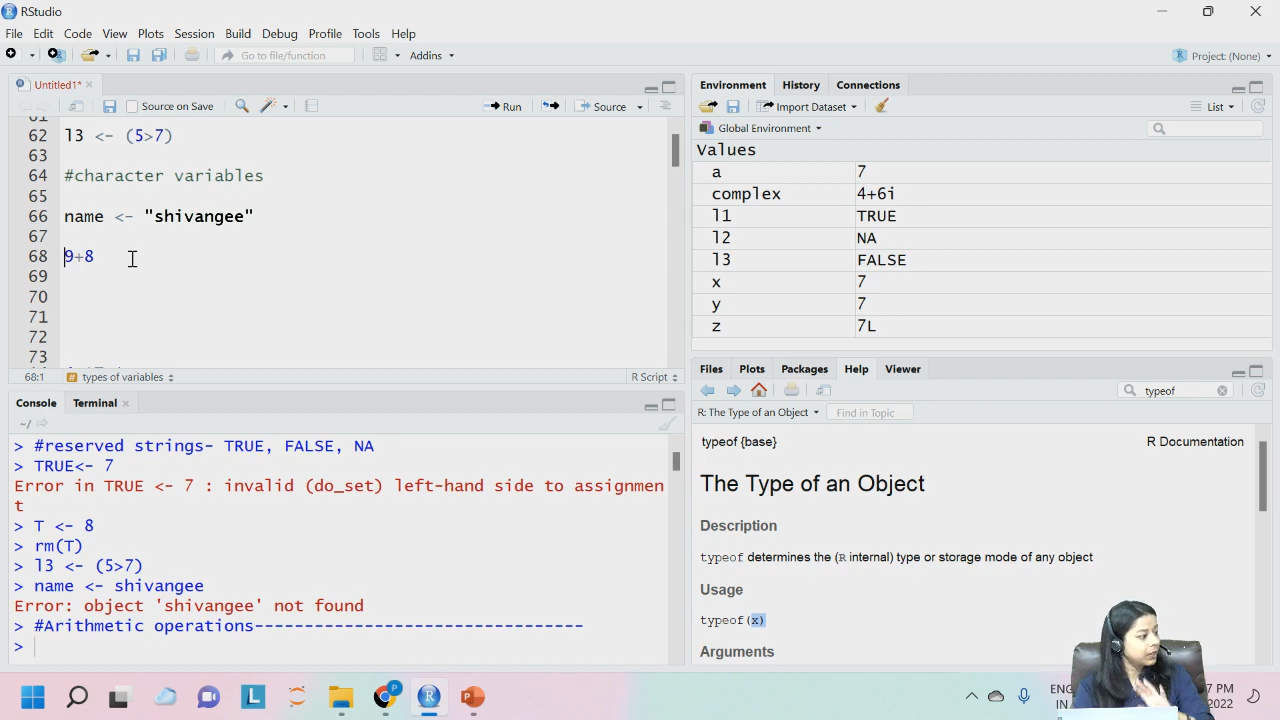 RStudio
File Edit Code View Plots Session Build Debug Profile Tools Help
Go to file/function
Addins
Project: (None)
Untitled1*
Source on Save
Run
Source
61
62 l3 <- (5>7)
63
64 #character variables
65
66 name <- "shivangee"
67
68 9+8
69
70
71
72
73
68:1 # types of variables
R Script
Console Terminal
~/
> #reserved strings- TRUE, FALSE, NA
> TRUE<- 7
Error in TRUE <- 7 : invalid (do_set) left-hand side to assignmen
t
> T <- 8
> rm(T)
> l3 <- (5>7)
> name <- shivangee
Error: object 'shivangee' not found
> #Arithmetic operations---------------------------------
>
Environment History Connections
Import Dataset
List
Global Environment
Values
a 7
complex 4+6i
l1 TRUE
l2 NA
l3 FALSE
x 7
y 7
z 7L
Files Plots Packages Help Viewer
typeof
R: The Type of an Object
Find in Topic
typeof {base}
R Documentation
The Type of an Object
Description
typeof determines the (R internal) type or storage mode of any object
Usage
typeof(x)
Arguments
ENG
IN
7 PM
2022